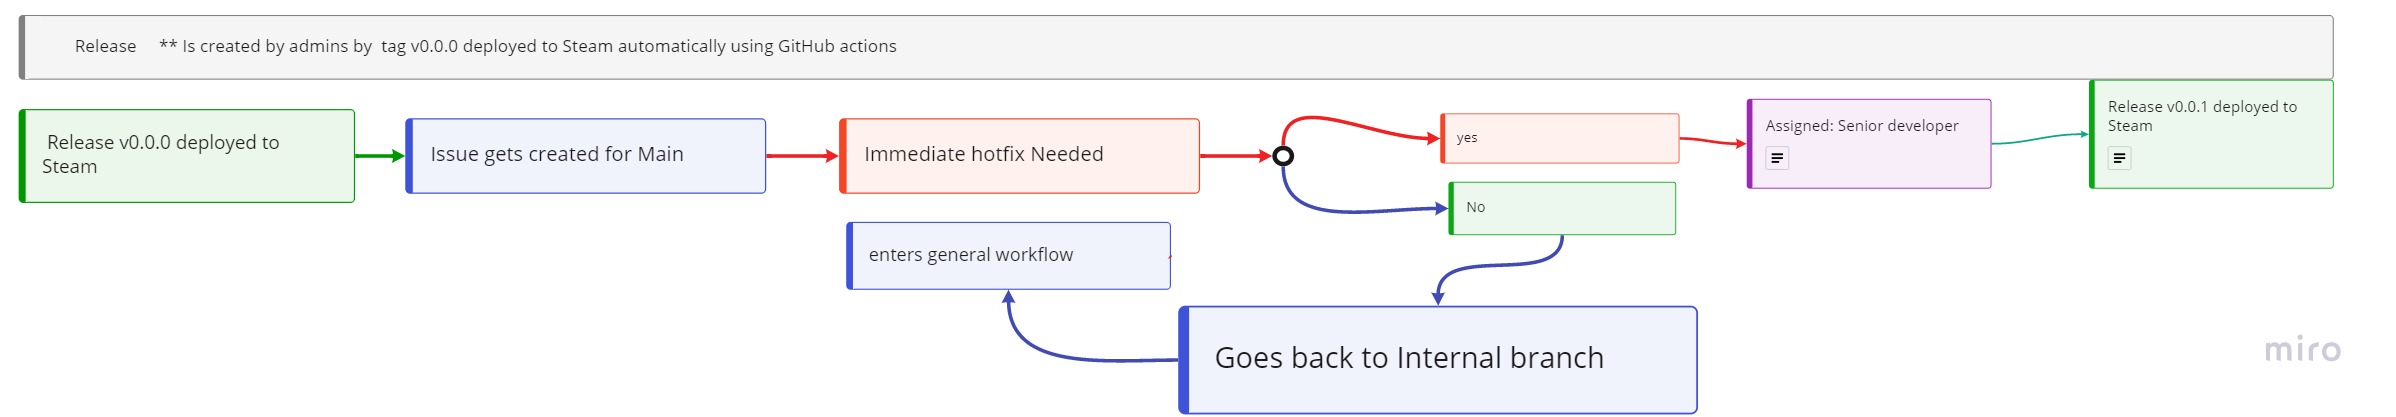 Release ** Is created by admins by tag v0.0.0 deployed to Steam automatically using GitHub actions
Release v0.0.0 deployed to
Steam
Issue gets created for Main
Immediate hotfix Needed
yes
Assigned: Senior developer
Release v0.0.1 deployed to
Steam
No
enters general workflow
Goes back to Internal branch
miro